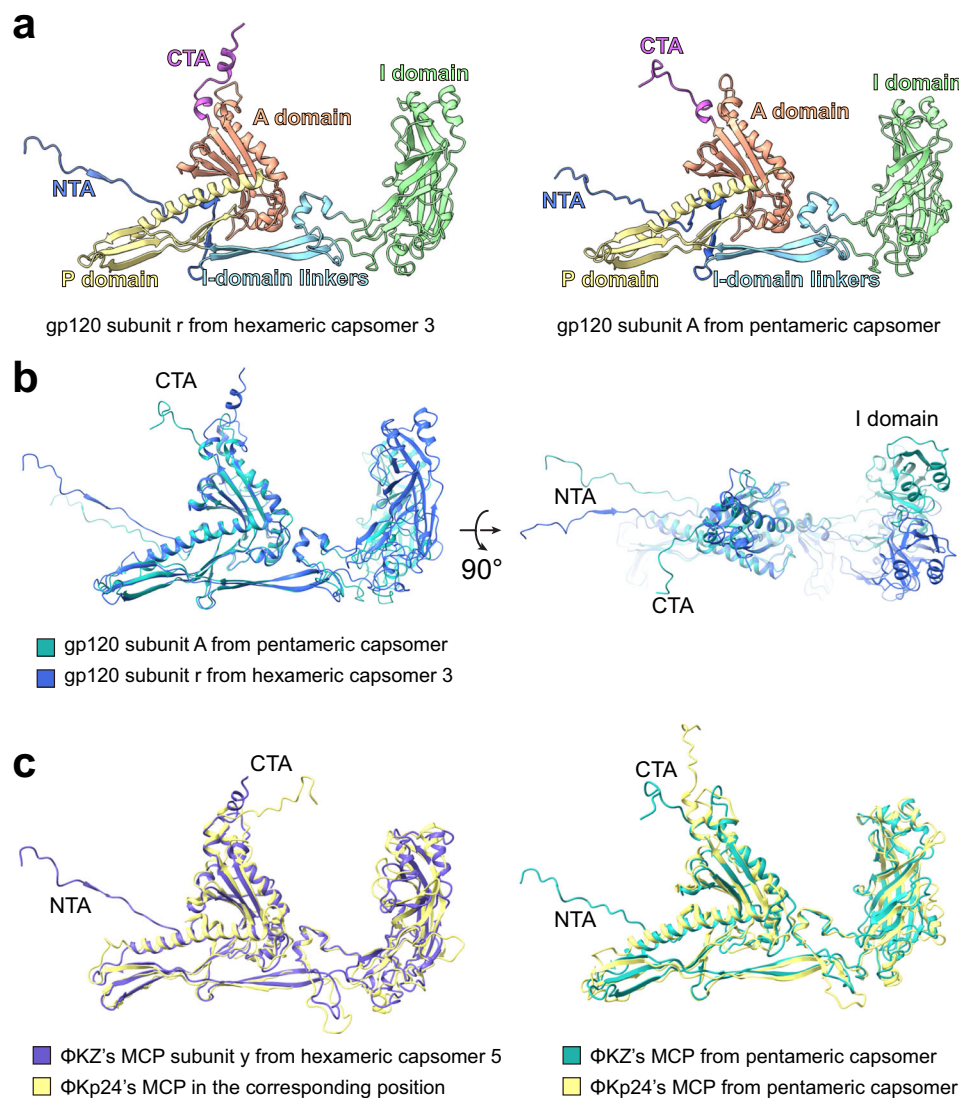 a
CTA
I domain
A domain
NTA
P domain
I-domain linkers
gp120 subunit r from hexameric capsomer 3
CTA
I domain
A domain
NTA
P domain
I-domain linkers
gp120 subunit A from pentameric capsomer
b
CTA
90°
I domain
NTA
CTA
gp120 subunit A from pentameric capsomer
gp120 subunit r from hexameric capsomer 3
c
CTA
NTA
ΦKZ's MCP subunit y from hexameric capsomer 5
ΦKp24's MCP in the corresponding position
CTA
NTA
ΦKZ's MCP from pentameric capsomer
ΦKp24's MCP from pentameric capsomer